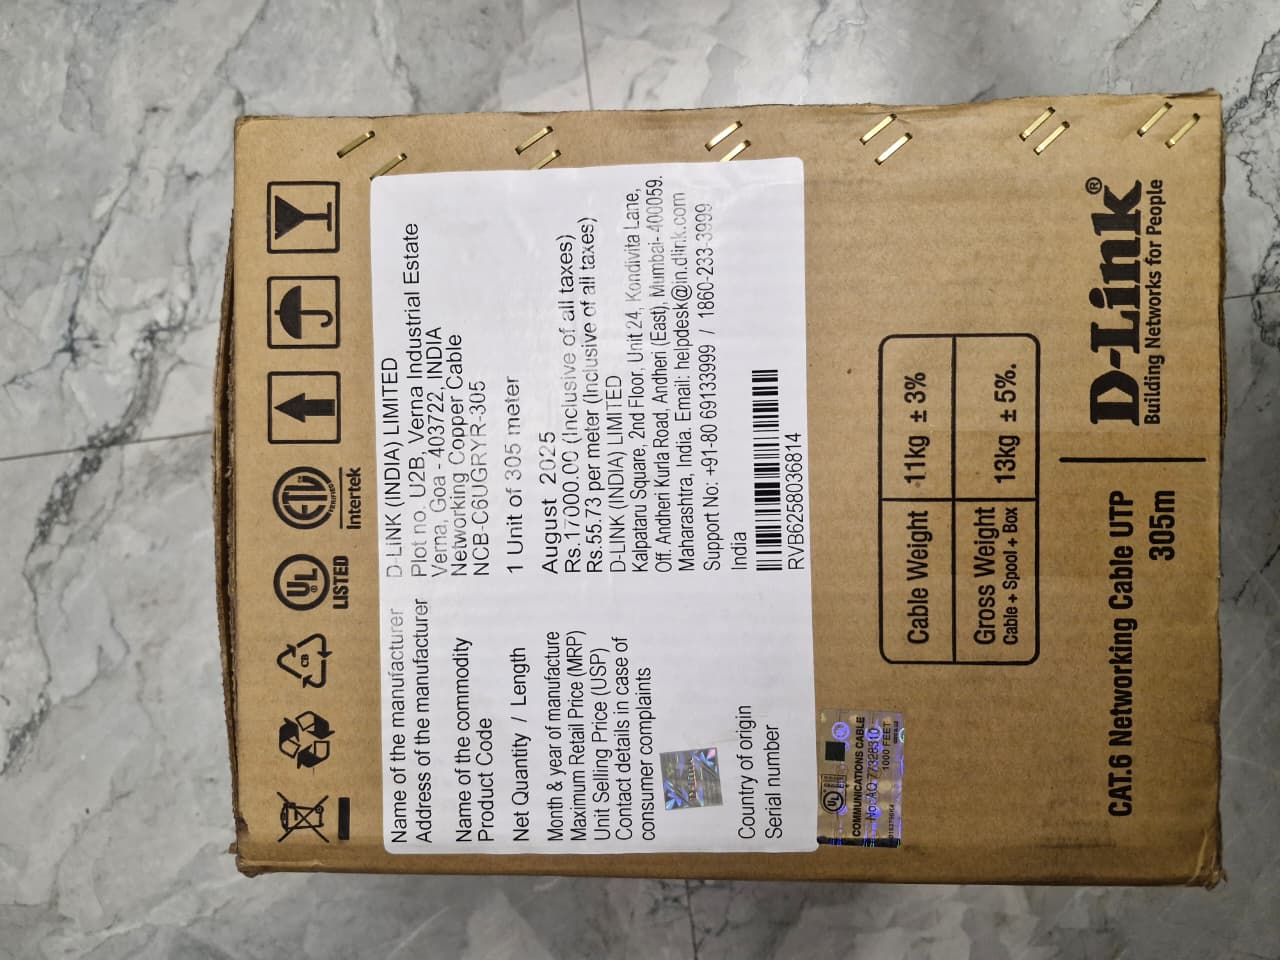 CB
UL
LISTED
ETL
Intertek
Name of the manufacturer D-LINK (INDIA) LIMITED
Address of the manufacturer Plot no. U2B, Verna Industrial Estate
Verna, Goa - 403722, INDIA
Name of the commodity Networking Copper Cable
Product Code NCB-C6UGRYR-305
Net Quantity / Length 1 Unit of 305 meter
Month & year of manufacture August 2025
Maximum Retail Price (MRP) Rs.17000.00 (Inclusive of all taxes)
Unit Selling Price (USP) Rs.55.73 per meter (Inclusive of all taxes)
Contact details in case of D-LINK (INDIA) LIMITED
consumer complaints Kalpataru Square, 2nd Floor, Unit 24, Kondivita Lane,
Off. Andheri Kurla Road, Andheri (East), Mumbai- 400059.
Maharashtra, India. Email: helpdesk@in.dlink.com
Support No: +91-80 69133999 / 1860-233-3999
Country of origin India
Serial number
RVB6258036814
UL
COMMUNICATIONS CABLE
1000 FEET
Cable Weight 11kg ± 3%
Gross Weight 13kg ± 5%.
Cable + Spool + Box
CAT.6 Networking Cable UTP
305m
D-Link®
Building Networks for People